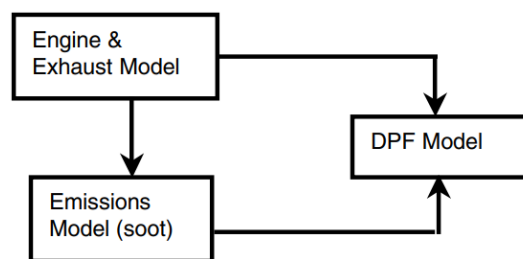 Engine &
Exhaust Model
DPF Model
Emissions
Model (soot)